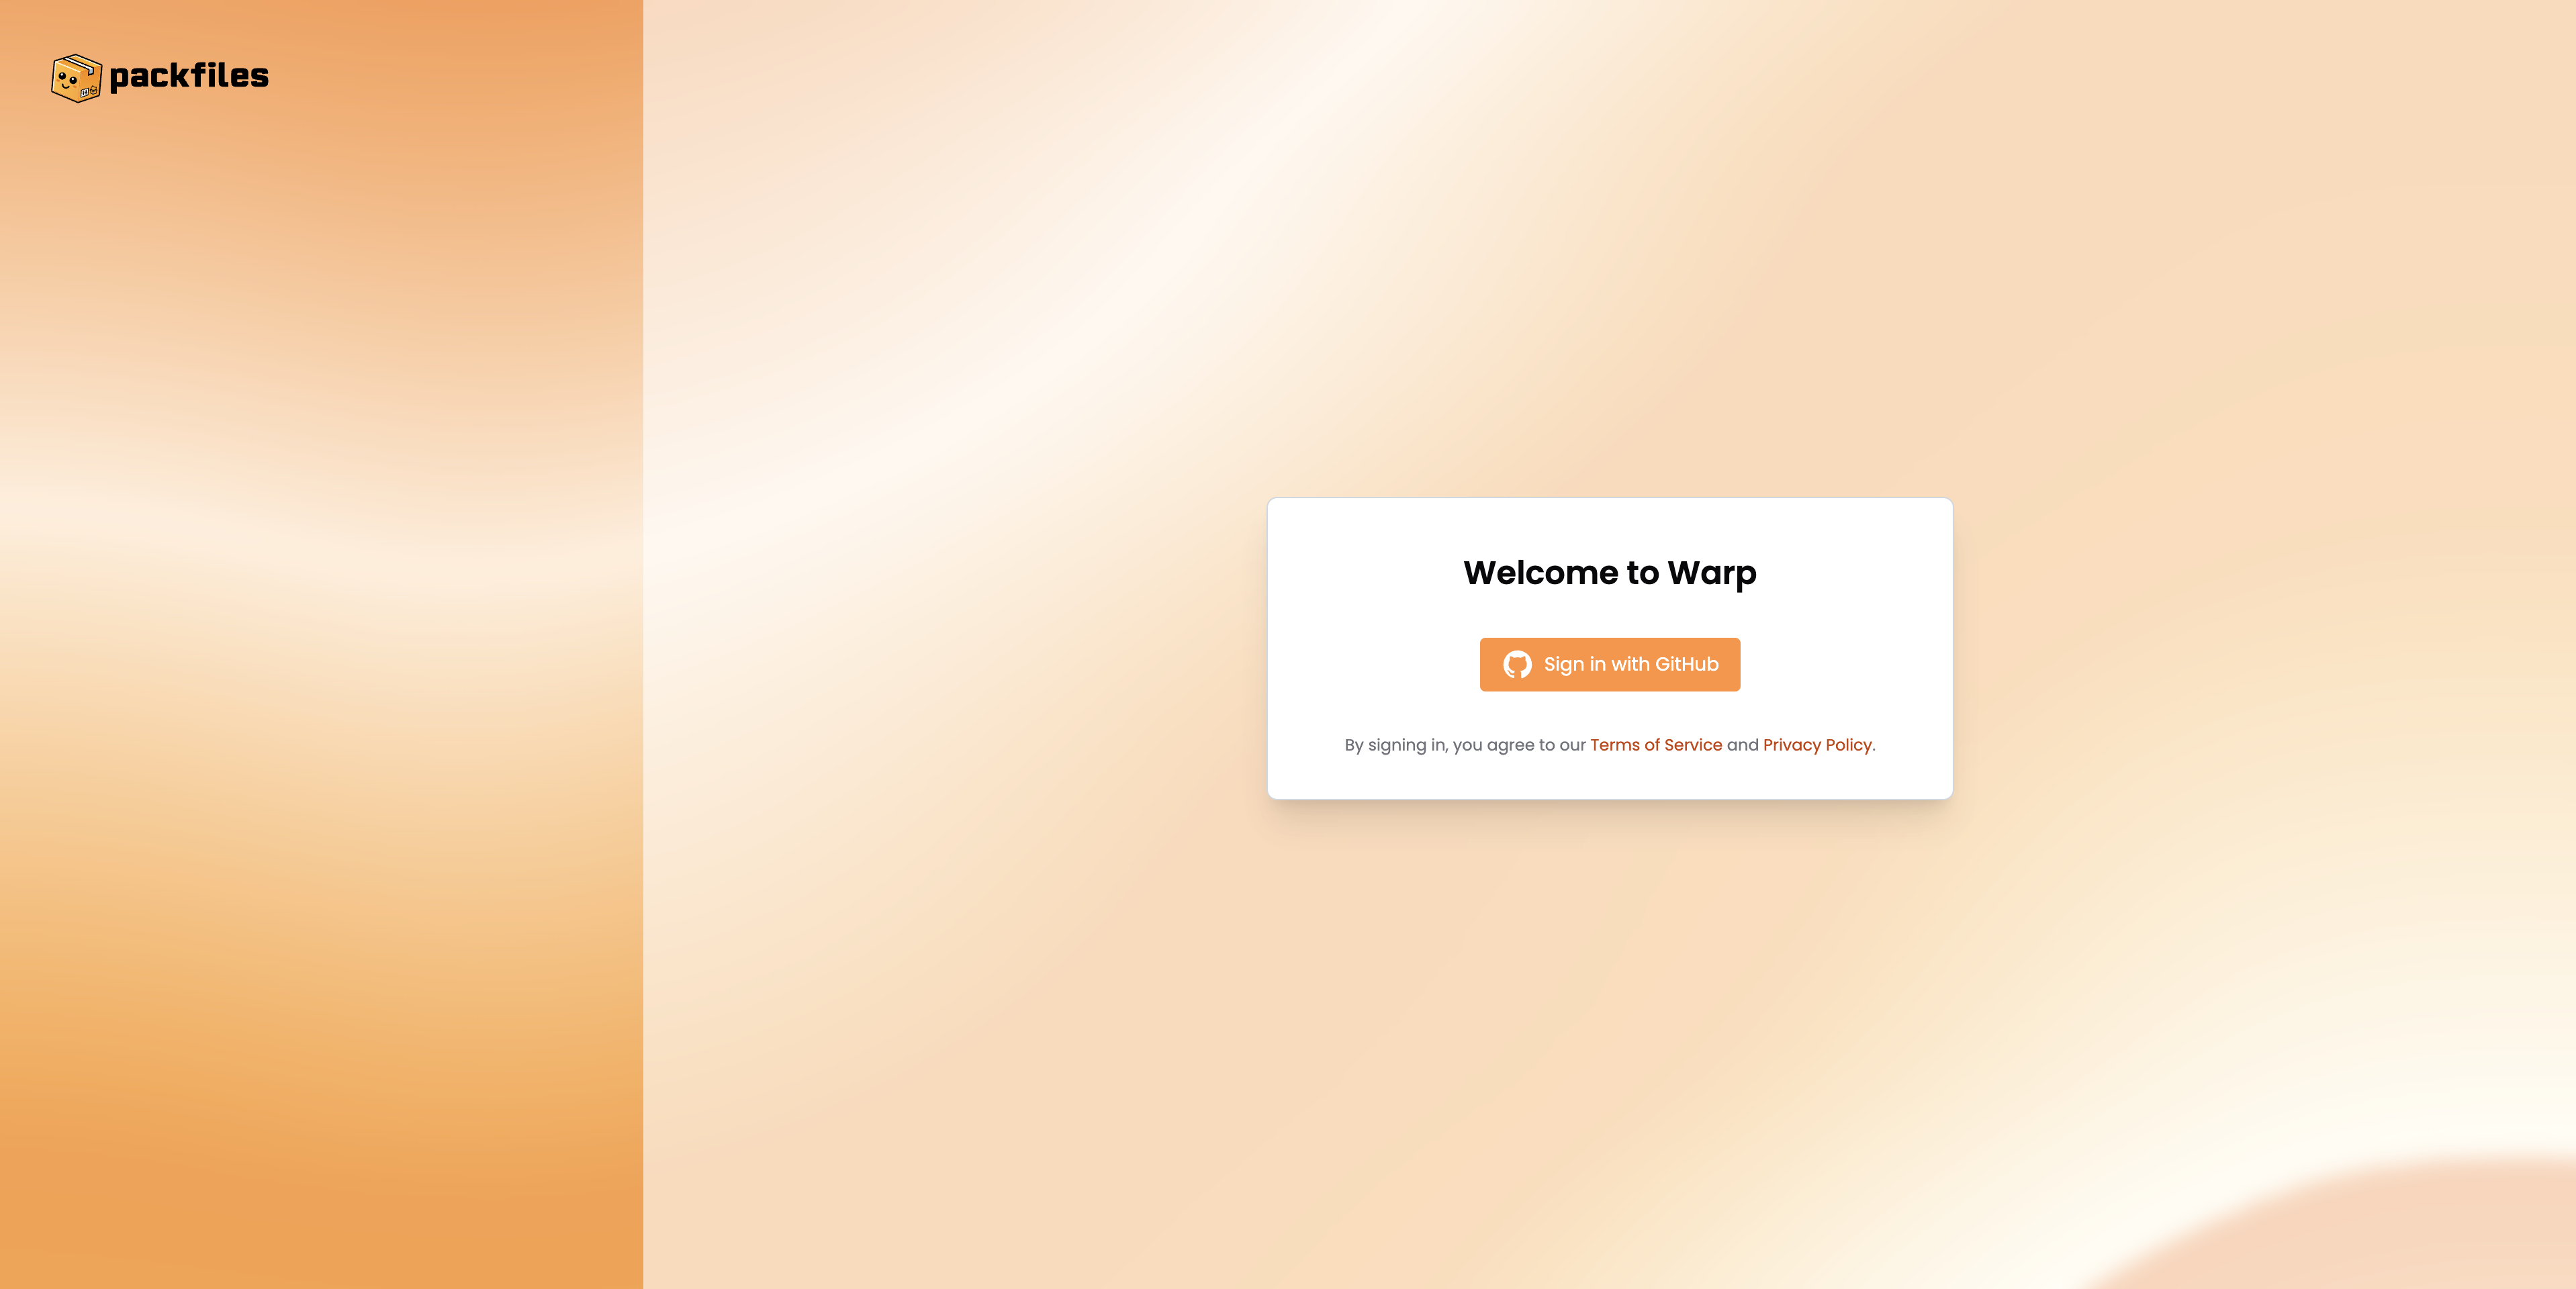 packfiles
Welcome to Warp
Sign in with GitHub
By signing in, you agree to our Terms of Service and Privacy Policy.